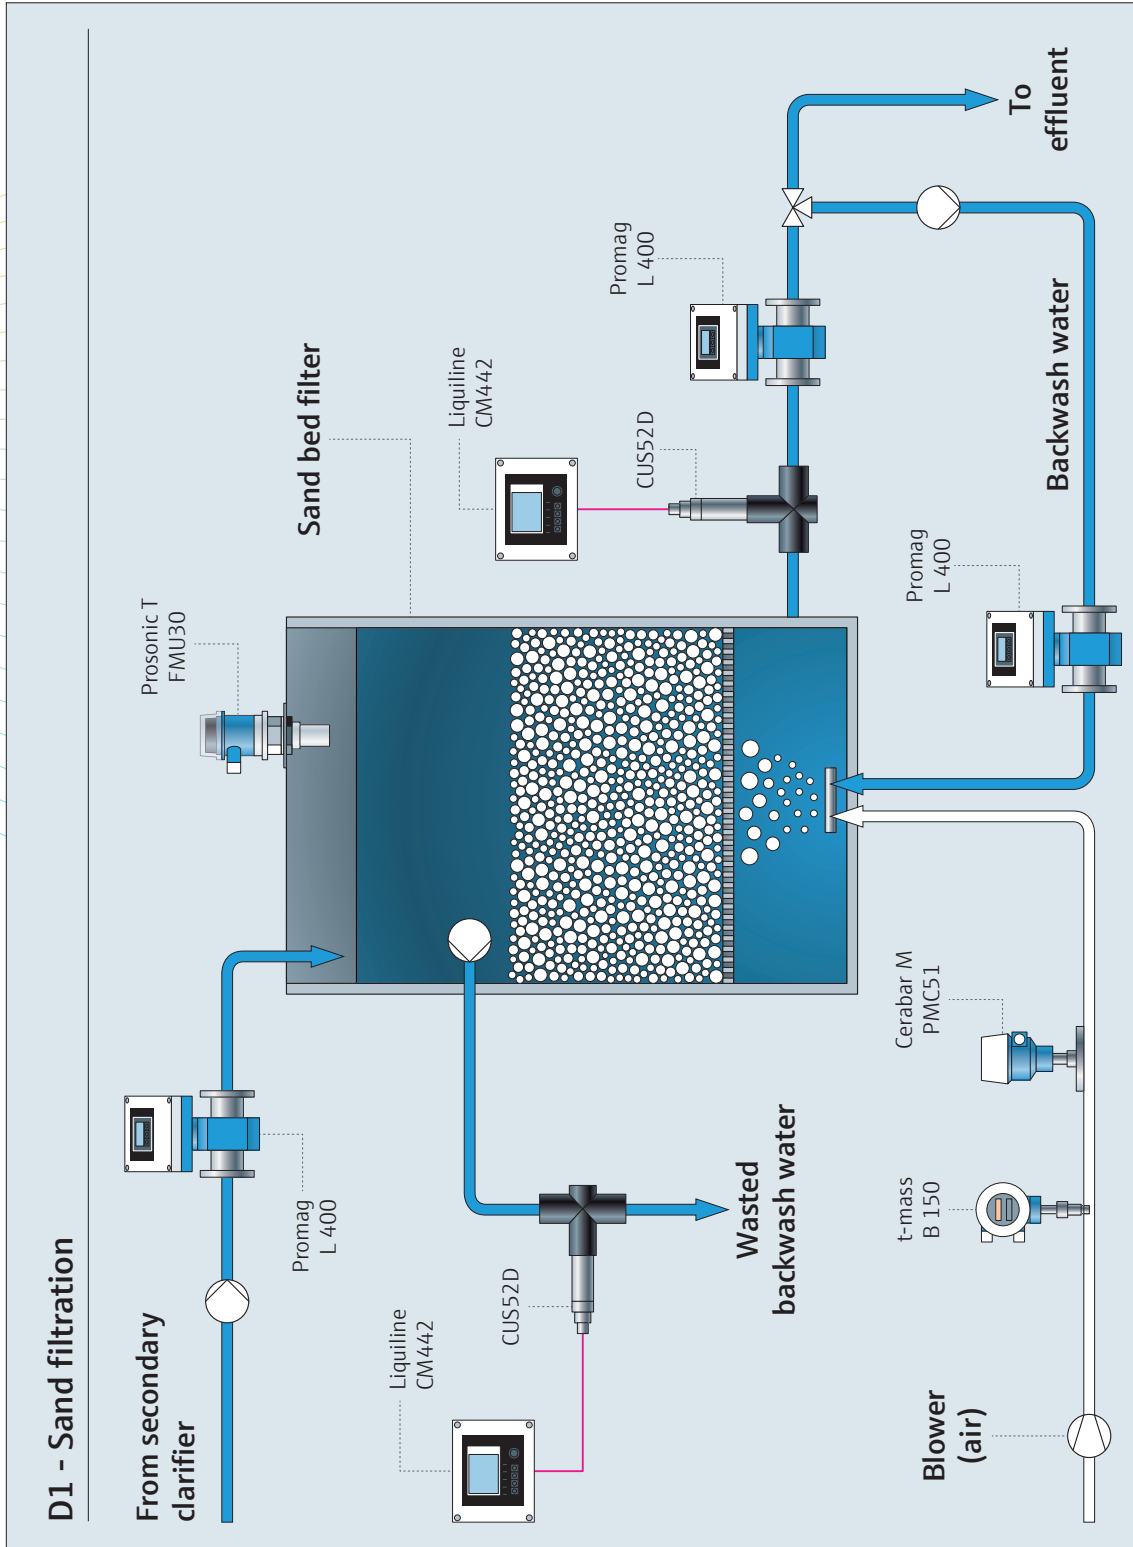 D1 - Sand filtration
From secondary
clarifier
Promag
L 400
Prosonic T
FMU30
Sand bed filter
Liquiline
CM442
CUS52D
Promag
L 400
To
effluent
Liquiline
CM442
CUS52D
Wasted
backwash water
Backwash water
Promag
L 400
Cerabar M
PMC51
t-mass
B 150
Blower
(air)